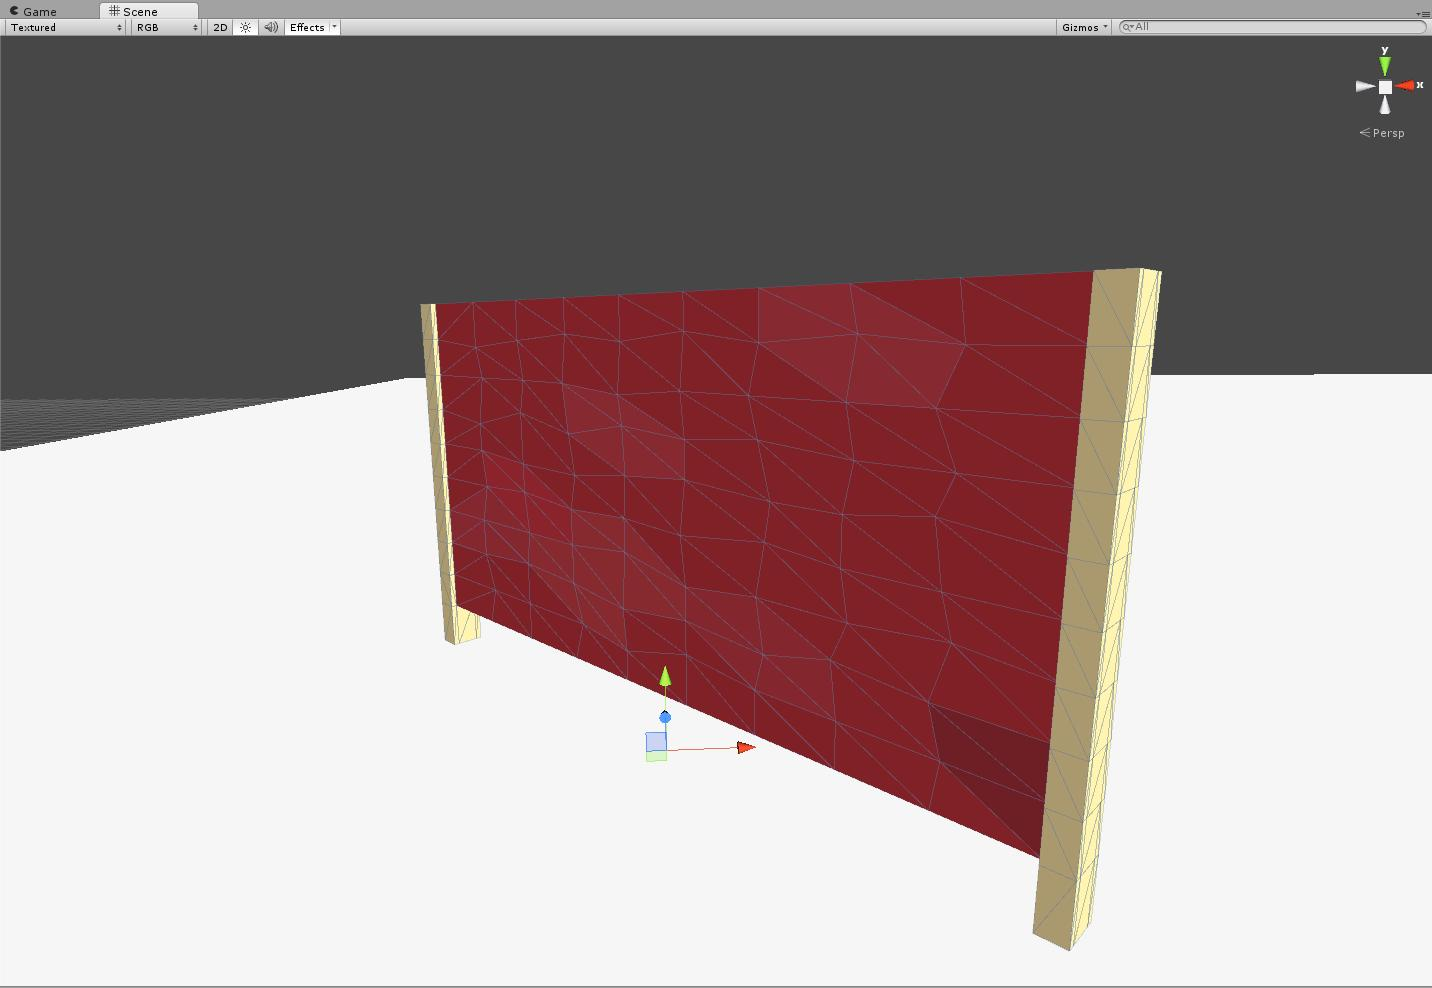 Game
Scene
Textured
RGB
2D
Effects
Gizmos
All
y
x
Persp